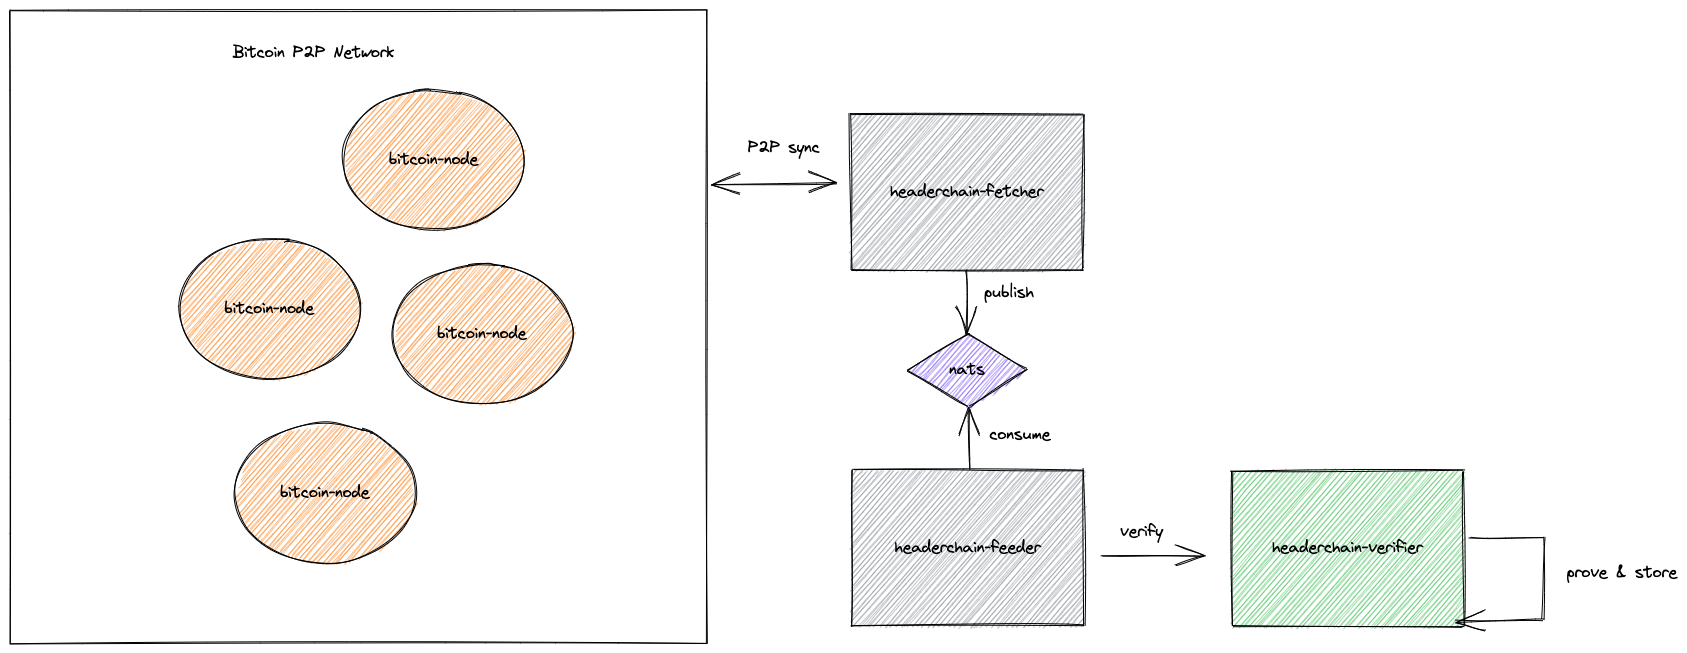 Bitcoin P2P Network
bitcoin-node
bitcoin-node
bitcoin-node
bitcoin-node
P2P sync
headerchain-fetcher
publish
nats
consume
headerchain-feeder
verify
headerchain-verifier
prove & store